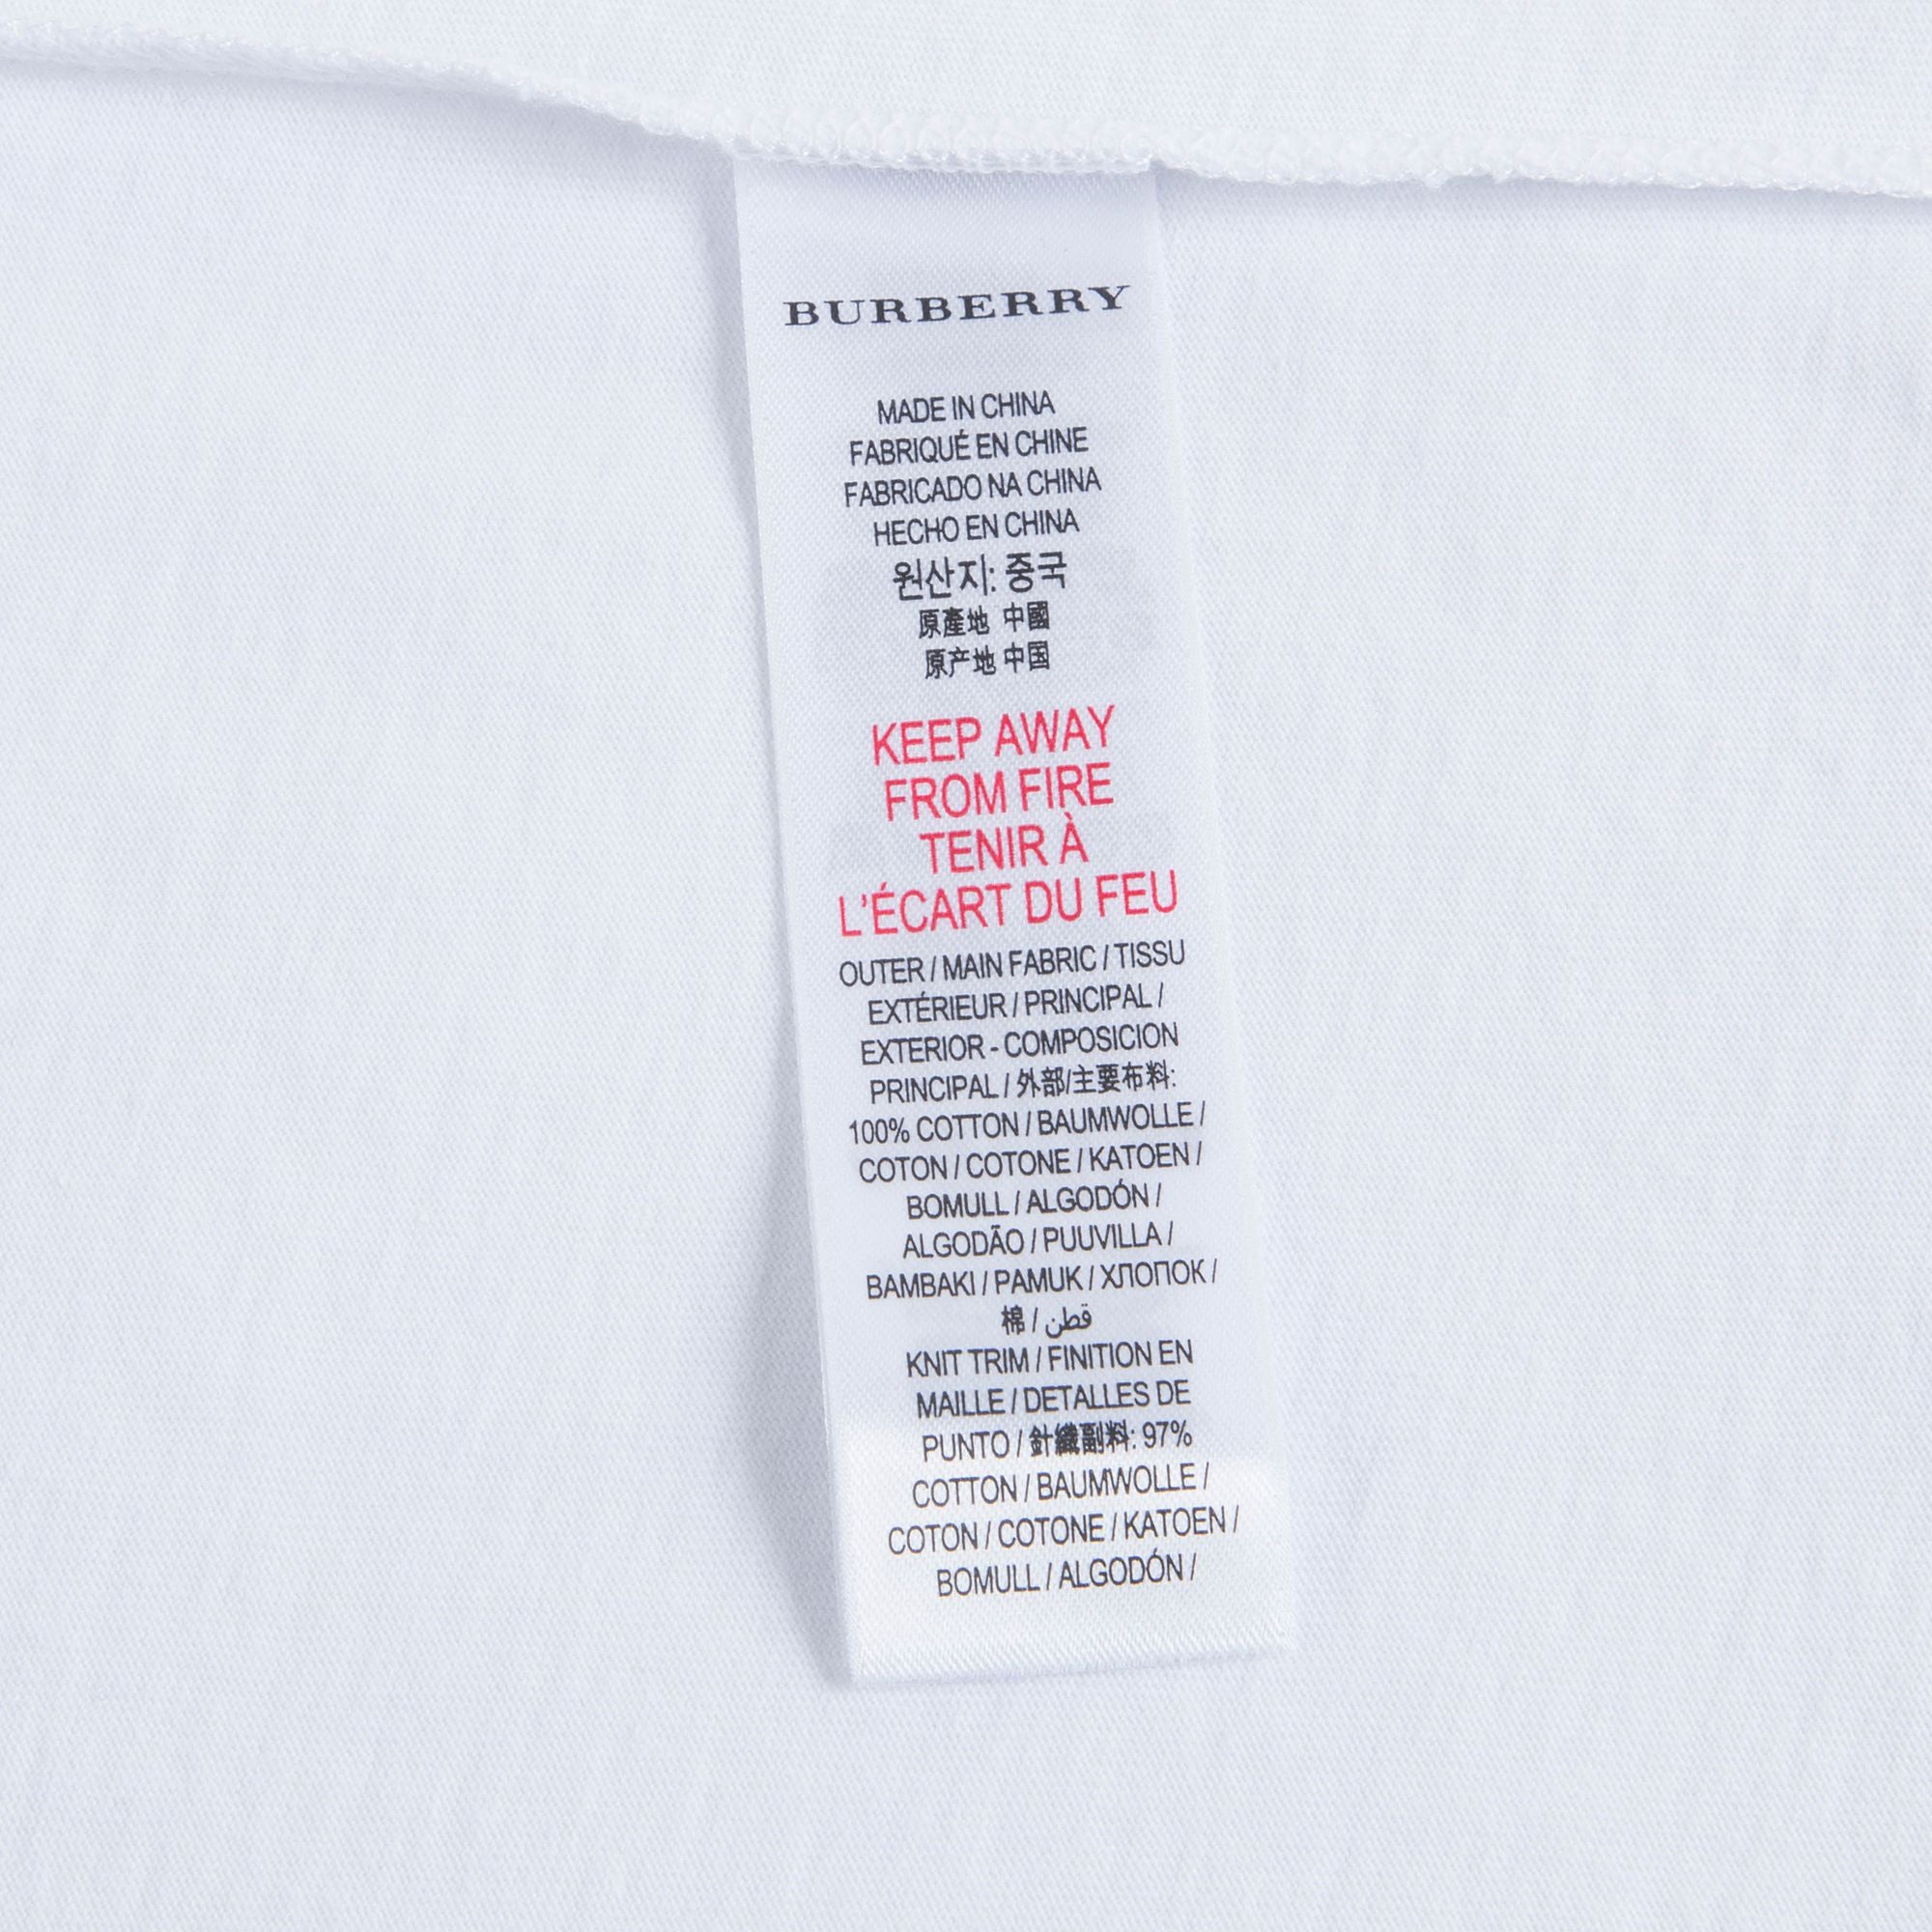 BURBERRY
MADE IN CHINA
FABRIQUÉ EN CHINE
FABRICADO NA CHINA
HECHO EN CHINA
원산지: 중국
原產地 中國
原产地 中国
KEEP AWAY
FROM FIRE
TENIR À
L'ÉCART DU FEU
OUTER / MAIN FABRIC / TISSU
EXTÉRIEUR / PRINCIPAL /
EXTERIOR - COMPOSICION
PRINCIPAL / 外部/主要布料:
100% COTTON / BAUMWOLLE /
COTON / COTONE / KATOEN /
BOMULL / ALGODÓN /
ALGODÃO / PUUVILLA /
BAMBAKI / PAMUK / ХЛОПОК /
棉 / قطن
KNIT TRIM / FINITION EN
MAILLE / DETALLES DE
PUNTO / 針織副料: 97%
COTTON / BAUMWOLLE /
COTON / COTONE / KATOEN /
BOMULL / ALGODÓN /